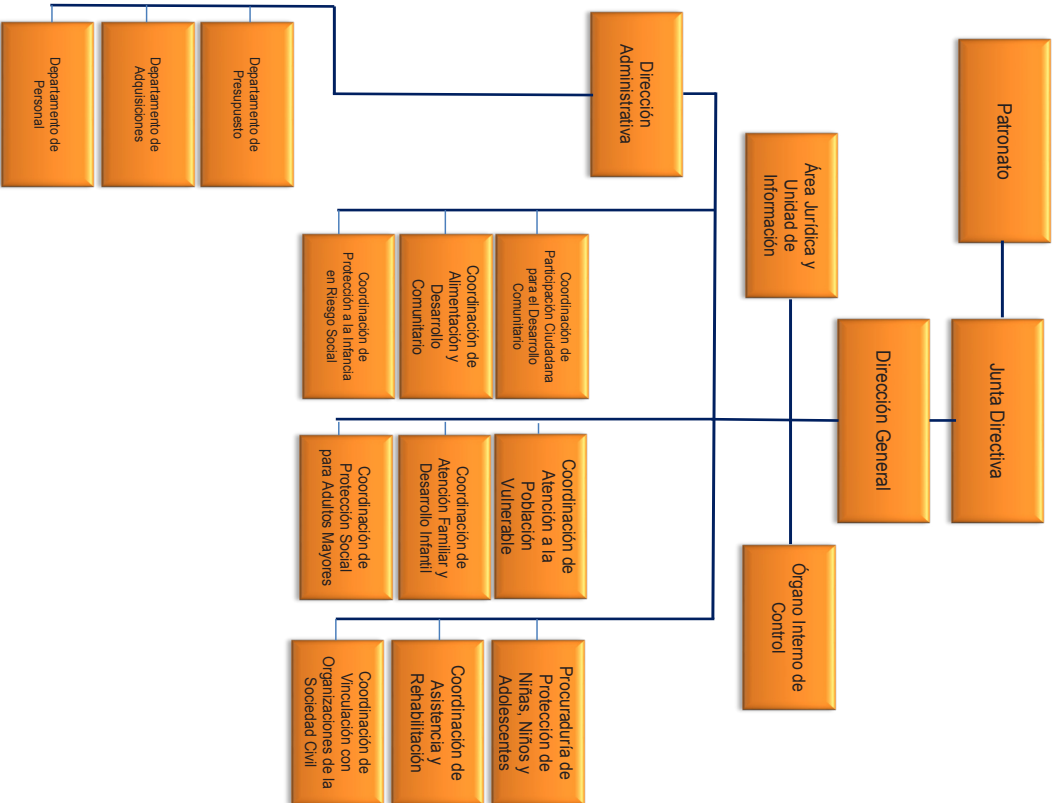 Patronato
Junta Directiva
Dirección General
Área Jurídica y
Unidad de
Información
Órgano Interno de
Control
Dirección
Administrativa
Coordinación de
Participación Ciudadana
para el Desarrollo
Comunitario
Coordinación de
Atención a la
Población
Vulnerable
Procuraduría de
Protección de
Niñas, Niños y
Adolescentes
Coordinación de
Alimentación y
Desarrollo
Comunitario
Coordinación de
Atención Familiar y
Desarrollo Infantil
Coordinación de
Asistencia y
Rehabilitación
Coordinación de
Protección a la Infancia
en Riesgo Social
Coordinación de
Protección Social
para Adultos Mayores
Coordinación de
Vinculación con
Organizaciones de la
Sociedad Civil
Departamento de
Presupuesto
Departamento de
Adquisiciones
Departamento de
Personal